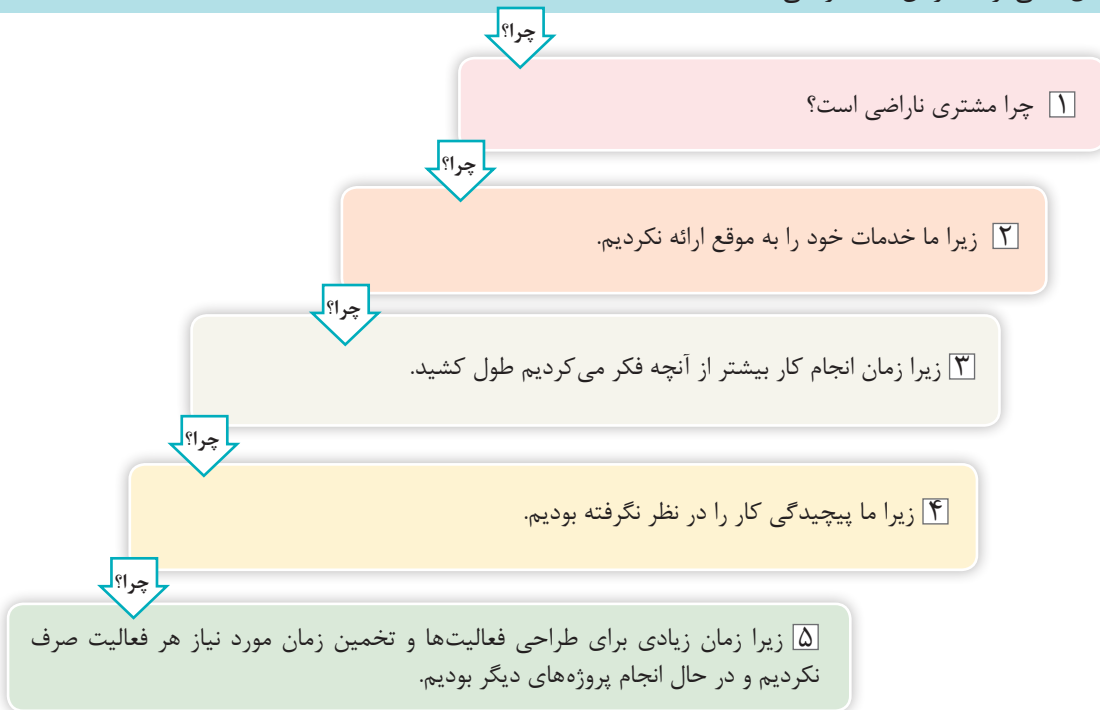 چرا؟
۱ چرا مشتری ناراضی است؟
چرا؟
۲ زیرا ما خدمات خود را به موقع ارائه نکردیم.
چرا؟
۳ زیرا زمان انجام کار بیشتر از آنچه فکر می‌کردیم طول کشید.
چرا؟
۴ زیرا ما پیچیدگی کار را در نظر نگرفته بودیم.
چرا؟
۵ زیرا زمان زیادی برای طراحی فعالیت‌ها و تخمین زمان مورد نیاز هر فعالیت صرف
نکردیم و در حال انجام پروژه‌های دیگر بودیم.